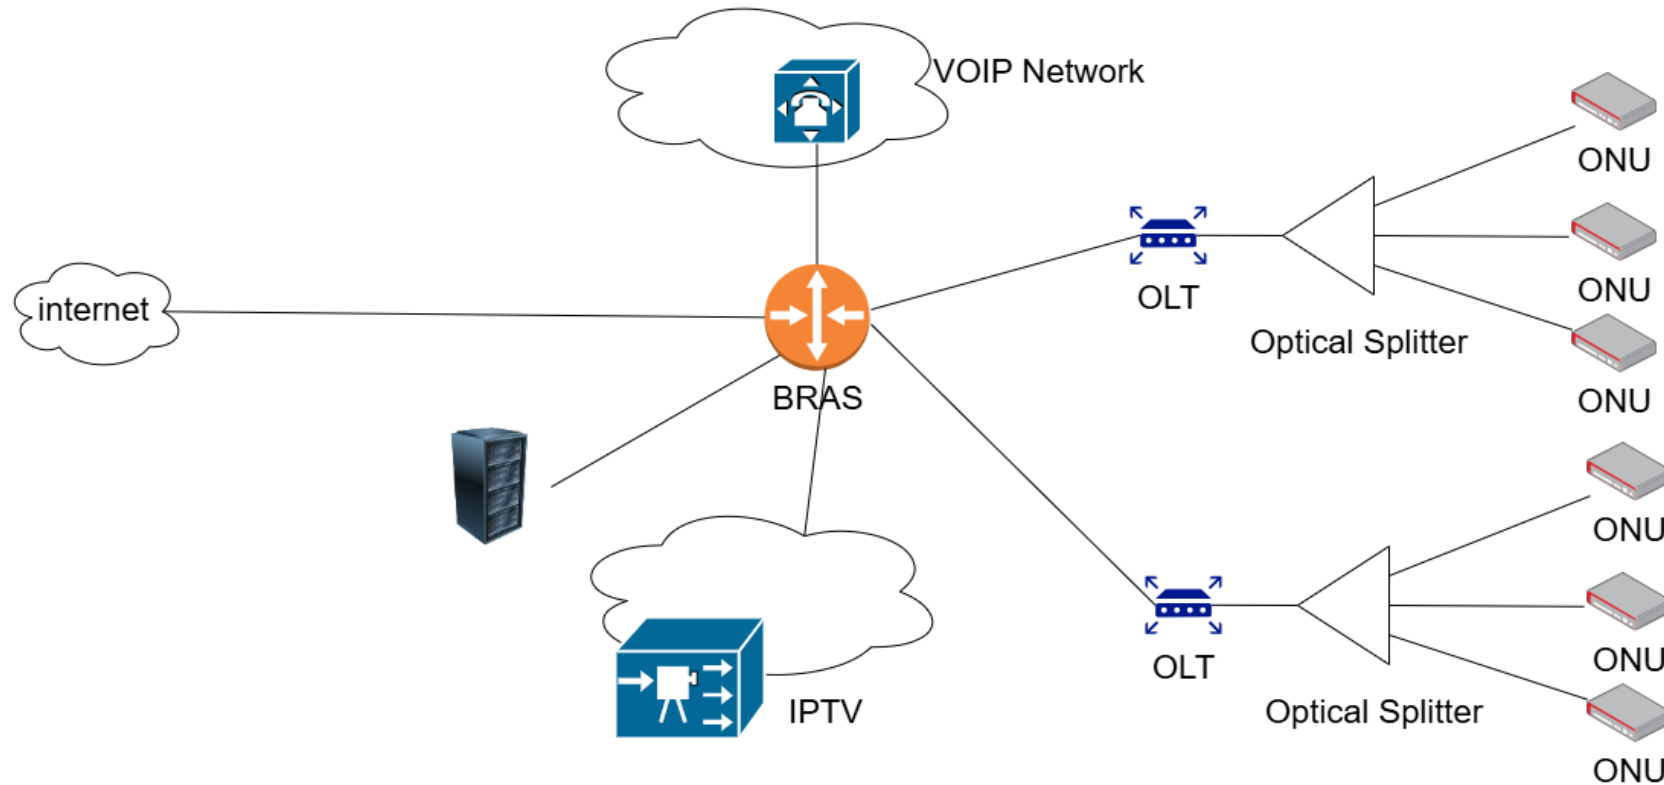 VOIP Network
internet
BRAS
IPTV
OLT
Optical Splitter
ONU
ONU
ONU
OLT
Optical Splitter
ONU
ONU
ONU